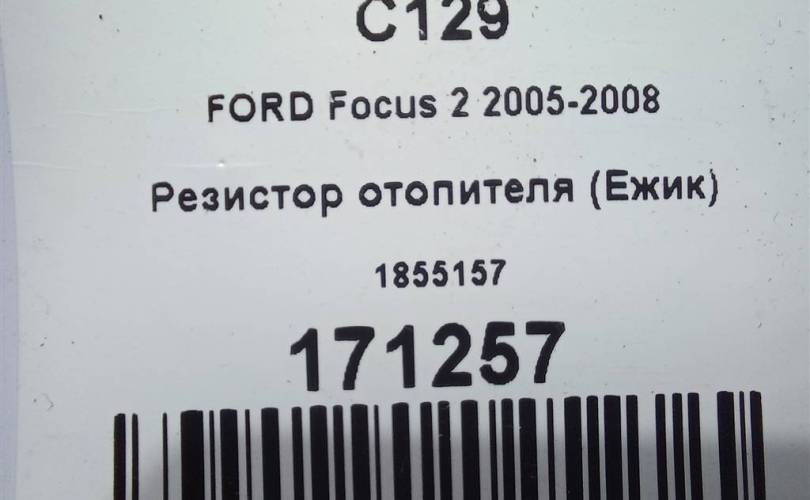 C129
FORD Focus 2 2005-2008
Резистор отопителя (Ежик)
1855157
171257